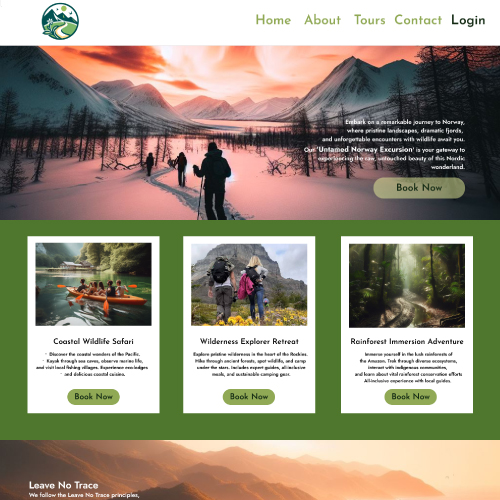 Home About Tours Contact Login
Embark on a remarkable journey to Norway,
where pristine landscapes, dramatic fjords,
and unforgettable encounters with wildlife await you.
Our 'Untamed Norway Excursion' is your gateway to
experiencing the raw, untouched beauty of this Nordic
wonderland.
Book Now
Coastal Wildlife Safari
Discover the coastal wonders of the Pacific.
Kayak through sea caves, observe marine life,
and visit local fishing villages. Experience eco-lodges
and delicious coastal cuisine.
Book Now
Wilderness Explorer Retreat
Explore pristine wilderness in the heart of the Rockies.
Hike through ancient forests, spot wildlife, and camp
under the stars. Includes expert guides, all-inclusive
meals, and sustainable camping gear.
Book Now
Rainforest Immersion Adventure
Immerse yourself in the lush rainforests of
the Amazon. Trek through diverse ecosystems,
interact with indigenous communities,
and learn about vital rainforest conservation efforts
All-inclusive experience with local guides.
Book Now
Leave No Trace
We follow the Leave No Trace principles,